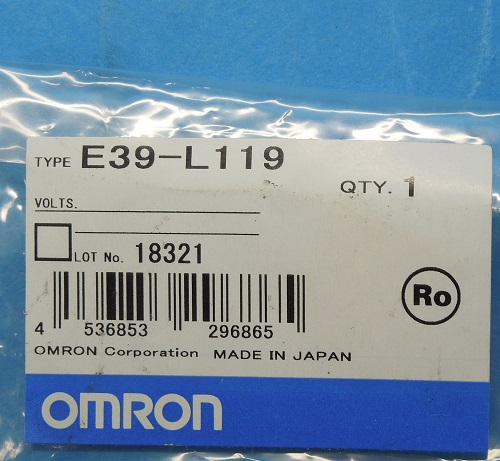 TYPE E39-L119
QTY. 1
VOLTS.
LOT No. 18321
Ro
4 536853 296865
OMRON Corporation MADE IN JAPAN
OMRON